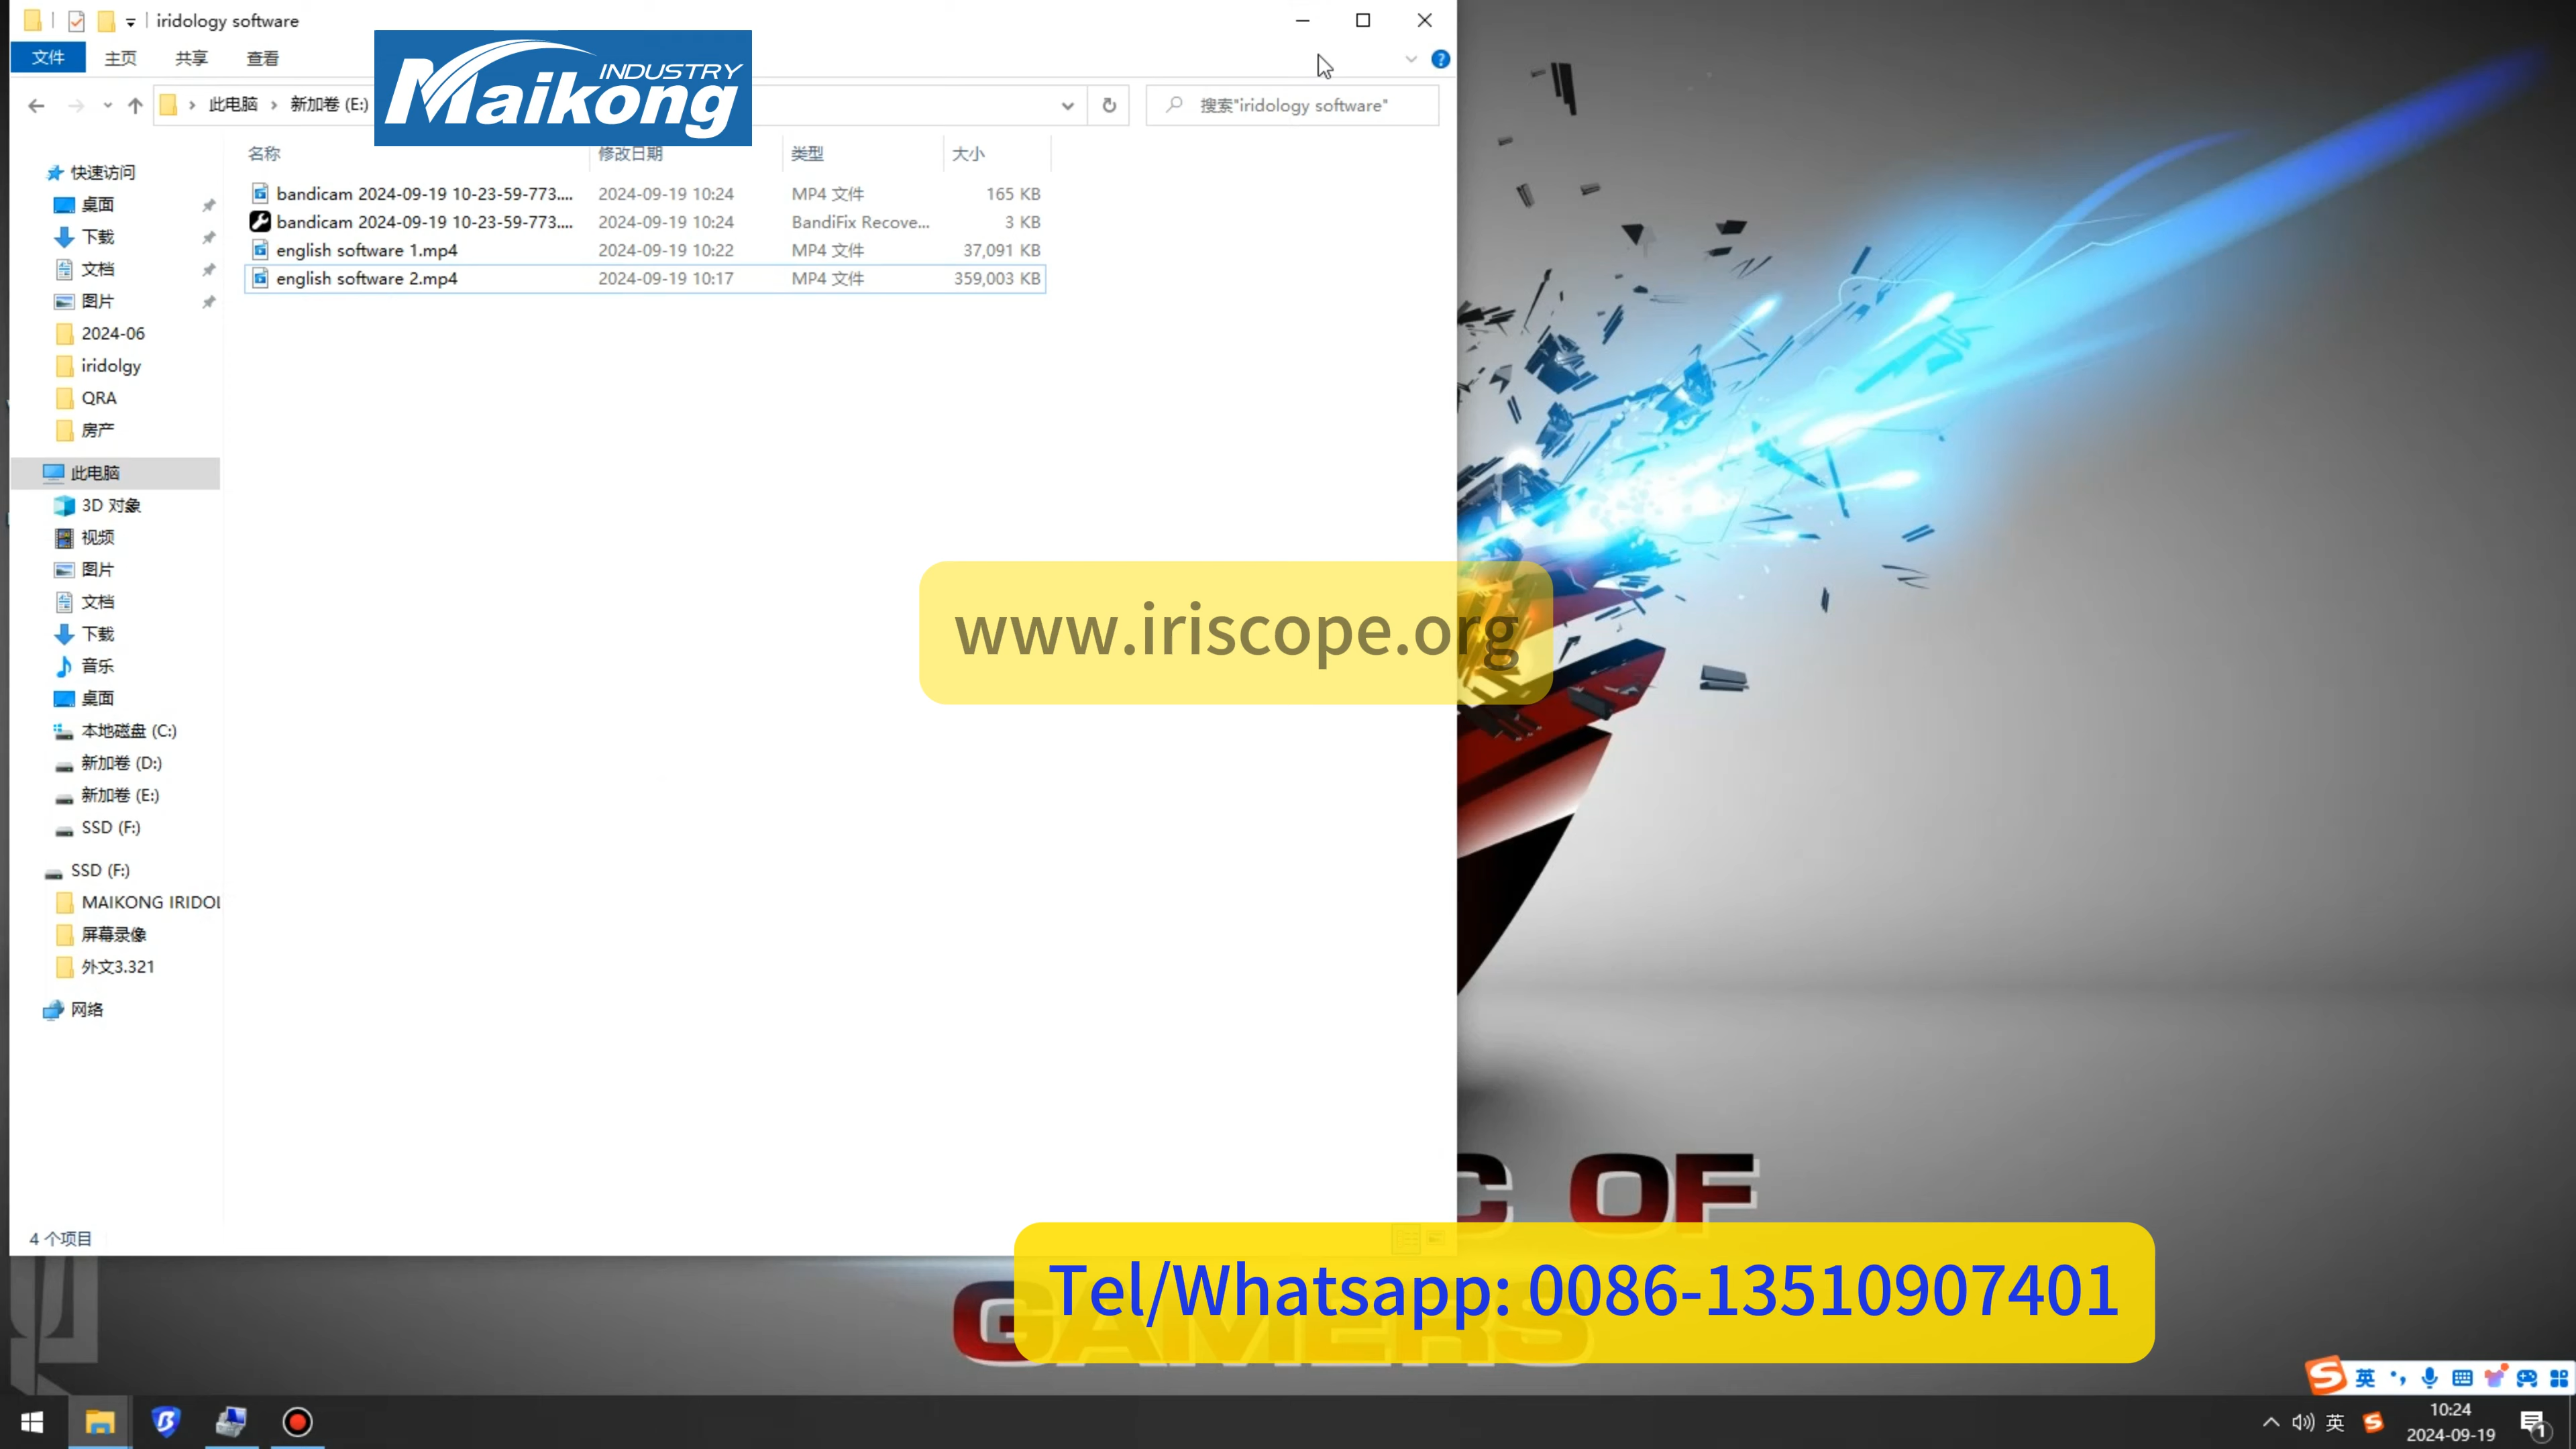 iridology software
文件 主页 共享 查看
INDUSTRY
Maikong
此电脑 新加卷 (E:)
搜索"iridology software"
名称 修改日期 类型 大小
bandicam 2024-09-19 10-23-59-773.... 2024-09-19 10:24 MP4 文件 165 KB
bandicam 2024-09-19 10-23-59-773.... 2024-09-19 10:24 BandiFix Recove... 3 KB
english software 1.mp4 2024-09-19 10:22 MP4 文件 37,091 KB
english software 2.mp4 2024-09-19 10:17 MP4 文件 359,003 KB
快速访问
桌面
下载
文档
图片
2024-06
iridolgy
QRA
房产
此电脑
3D 对象
视频
图片
文档
下载
音乐
桌面
本地磁盘 (C:)
新加卷 (D:)
新加卷 (E:)
SSD (F:)
SSD (F:)
MAIKONG IRIDOL
屏幕录像
外文3.321
网络
www.iriscope.org
4 个项目
C OF
GAMERS
Tel/Whatsapp: 0086-13510907401
英
英
10:24
2024-09-19
1